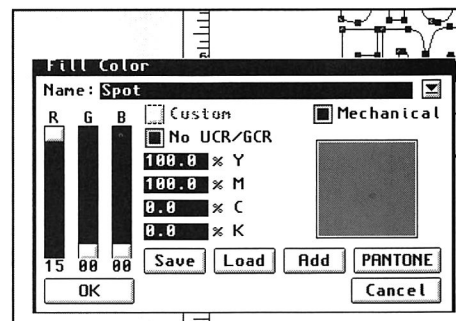 Fill Color
Name: Spot
R G B
Custom
Mechanical
No UCR/GCR
100.0 % Y
100.0 % M
0.0 % C
0.0 % K
15 00 00
Save Load Add PANTONE
OK Cancel